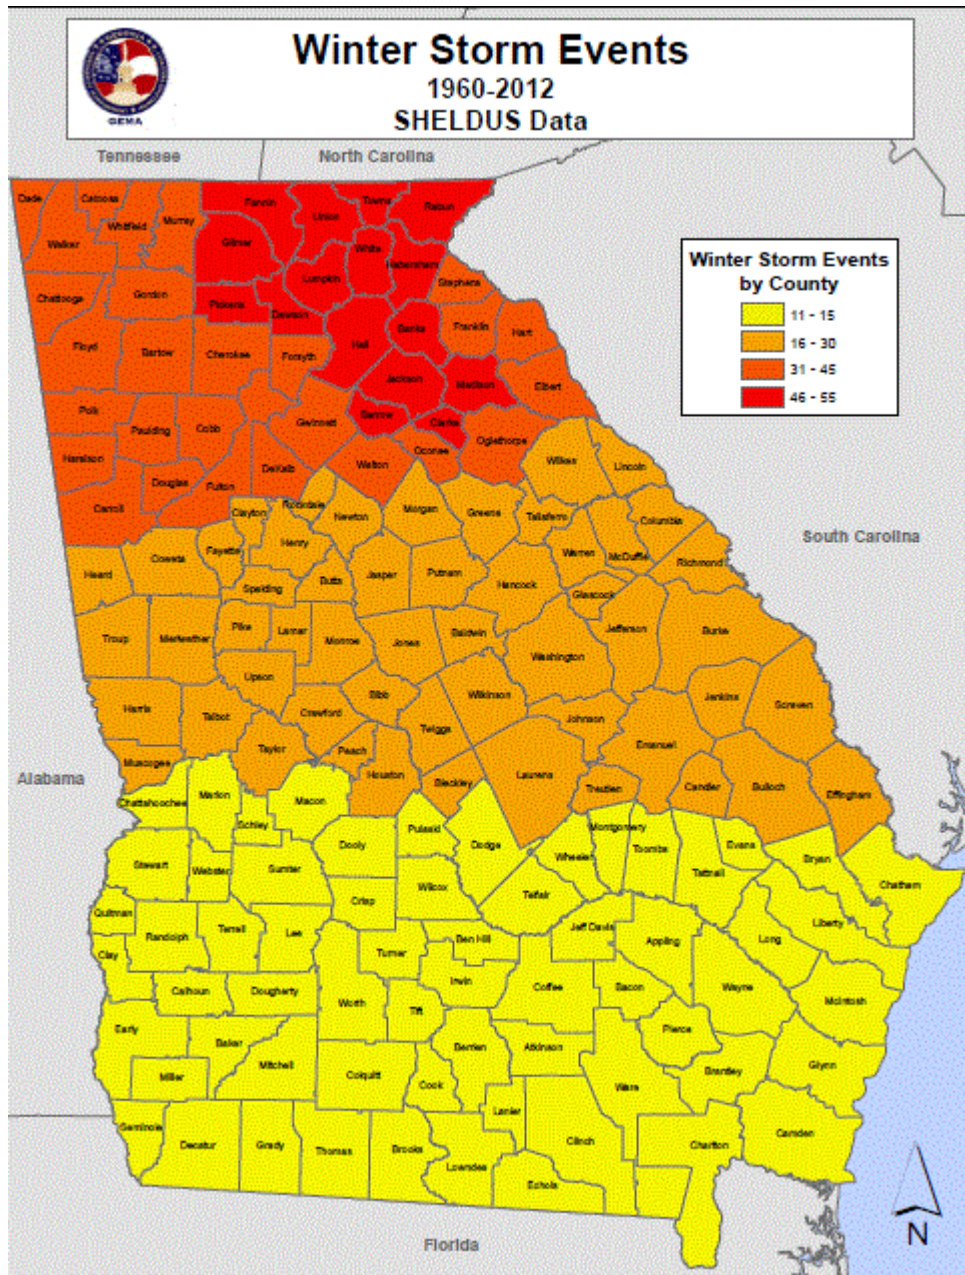 Winter Storm Events
1960-2012
SHELDUS Data
GEMA
Tennessee
North Carolina
Dade
Catoosa
Whitfield
Murray
Fannin
Union
Towns
Rabun
Walker
Gilmer
White
Habersham
Lumpkin
Stephens
Chattooga
Gordon
Pickens
Dawson
Banks
Franklin
Hart
Floyd
Bartow
Cherokee
Forsyth
Hall
Jackson
Madison
Elbert
Polk
Paulding
Cobb
Gwinnett
Barrow
Clarke
Oglethorpe
Haralson
Douglas
Fulton
DeKalb
Walton
Oconee
Wilkes
Lincoln
Carroll
Clayton
Rockdale
Newton
Morgan
Greene
Taliaferro
Columbia
Heard
Coweta
Fayette
Henry
Spalding
Butts
Jasper
Putnam
Hancock
Warren
McDuffie
Richmond
Glascock
Troup
Meriwether
Pike
Lamar
Monroe
Jones
Baldwin
Washington
Jefferson
Burke
Upson
Bibb
Wilkinson
Jenkins
Screven
Harris
Talbot
Crawford
Twiggs
Johnson
Emanuel
Taylor
Peach
Muscogee
Houston
Bleckley
Laurens
Treutlen
Candler
Bulloch
Effingham
Chattahoochee
Marion
Macon
Schley
Dooly
Pulaski
Dodge
Wheeler
Montgomery
Toombs
Evans
Tattnall
Bryan
Chatham
Stewart
Webster
Sumter
Crisp
Wilcox
Telfair
Quitman
Randolph
Terrell
Lee
Turner
Ben Hill
Jeff Davis
Appling
Long
Liberty
Clay
Calhoun
Dougherty
Worth
Tift
Irwin
Coffee
Bacon
Wayne
McIntosh
Early
Baker
Mitchell
Miller
Colquitt
Cook
Berrien
Atkinson
Pierce
Brantley
Glynn
Ware
Lanier
Seminole
Decatur
Grady
Thomas
Brooks
Lowndes
Echols
Clinch
Charlton
Camden
Winter Storm Events
by County
11 - 15
16 - 30
31 - 45
46 - 55
South Carolina
Alabama
Florida
N